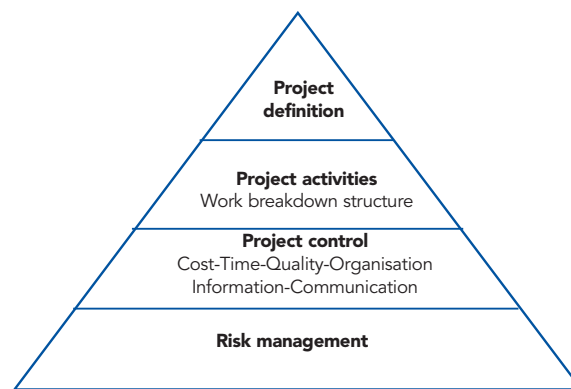 Project
definition
Project activities
Work breakdown structure
Project control
Cost-Time-Quality-Organisation
Information-Communication
Risk management